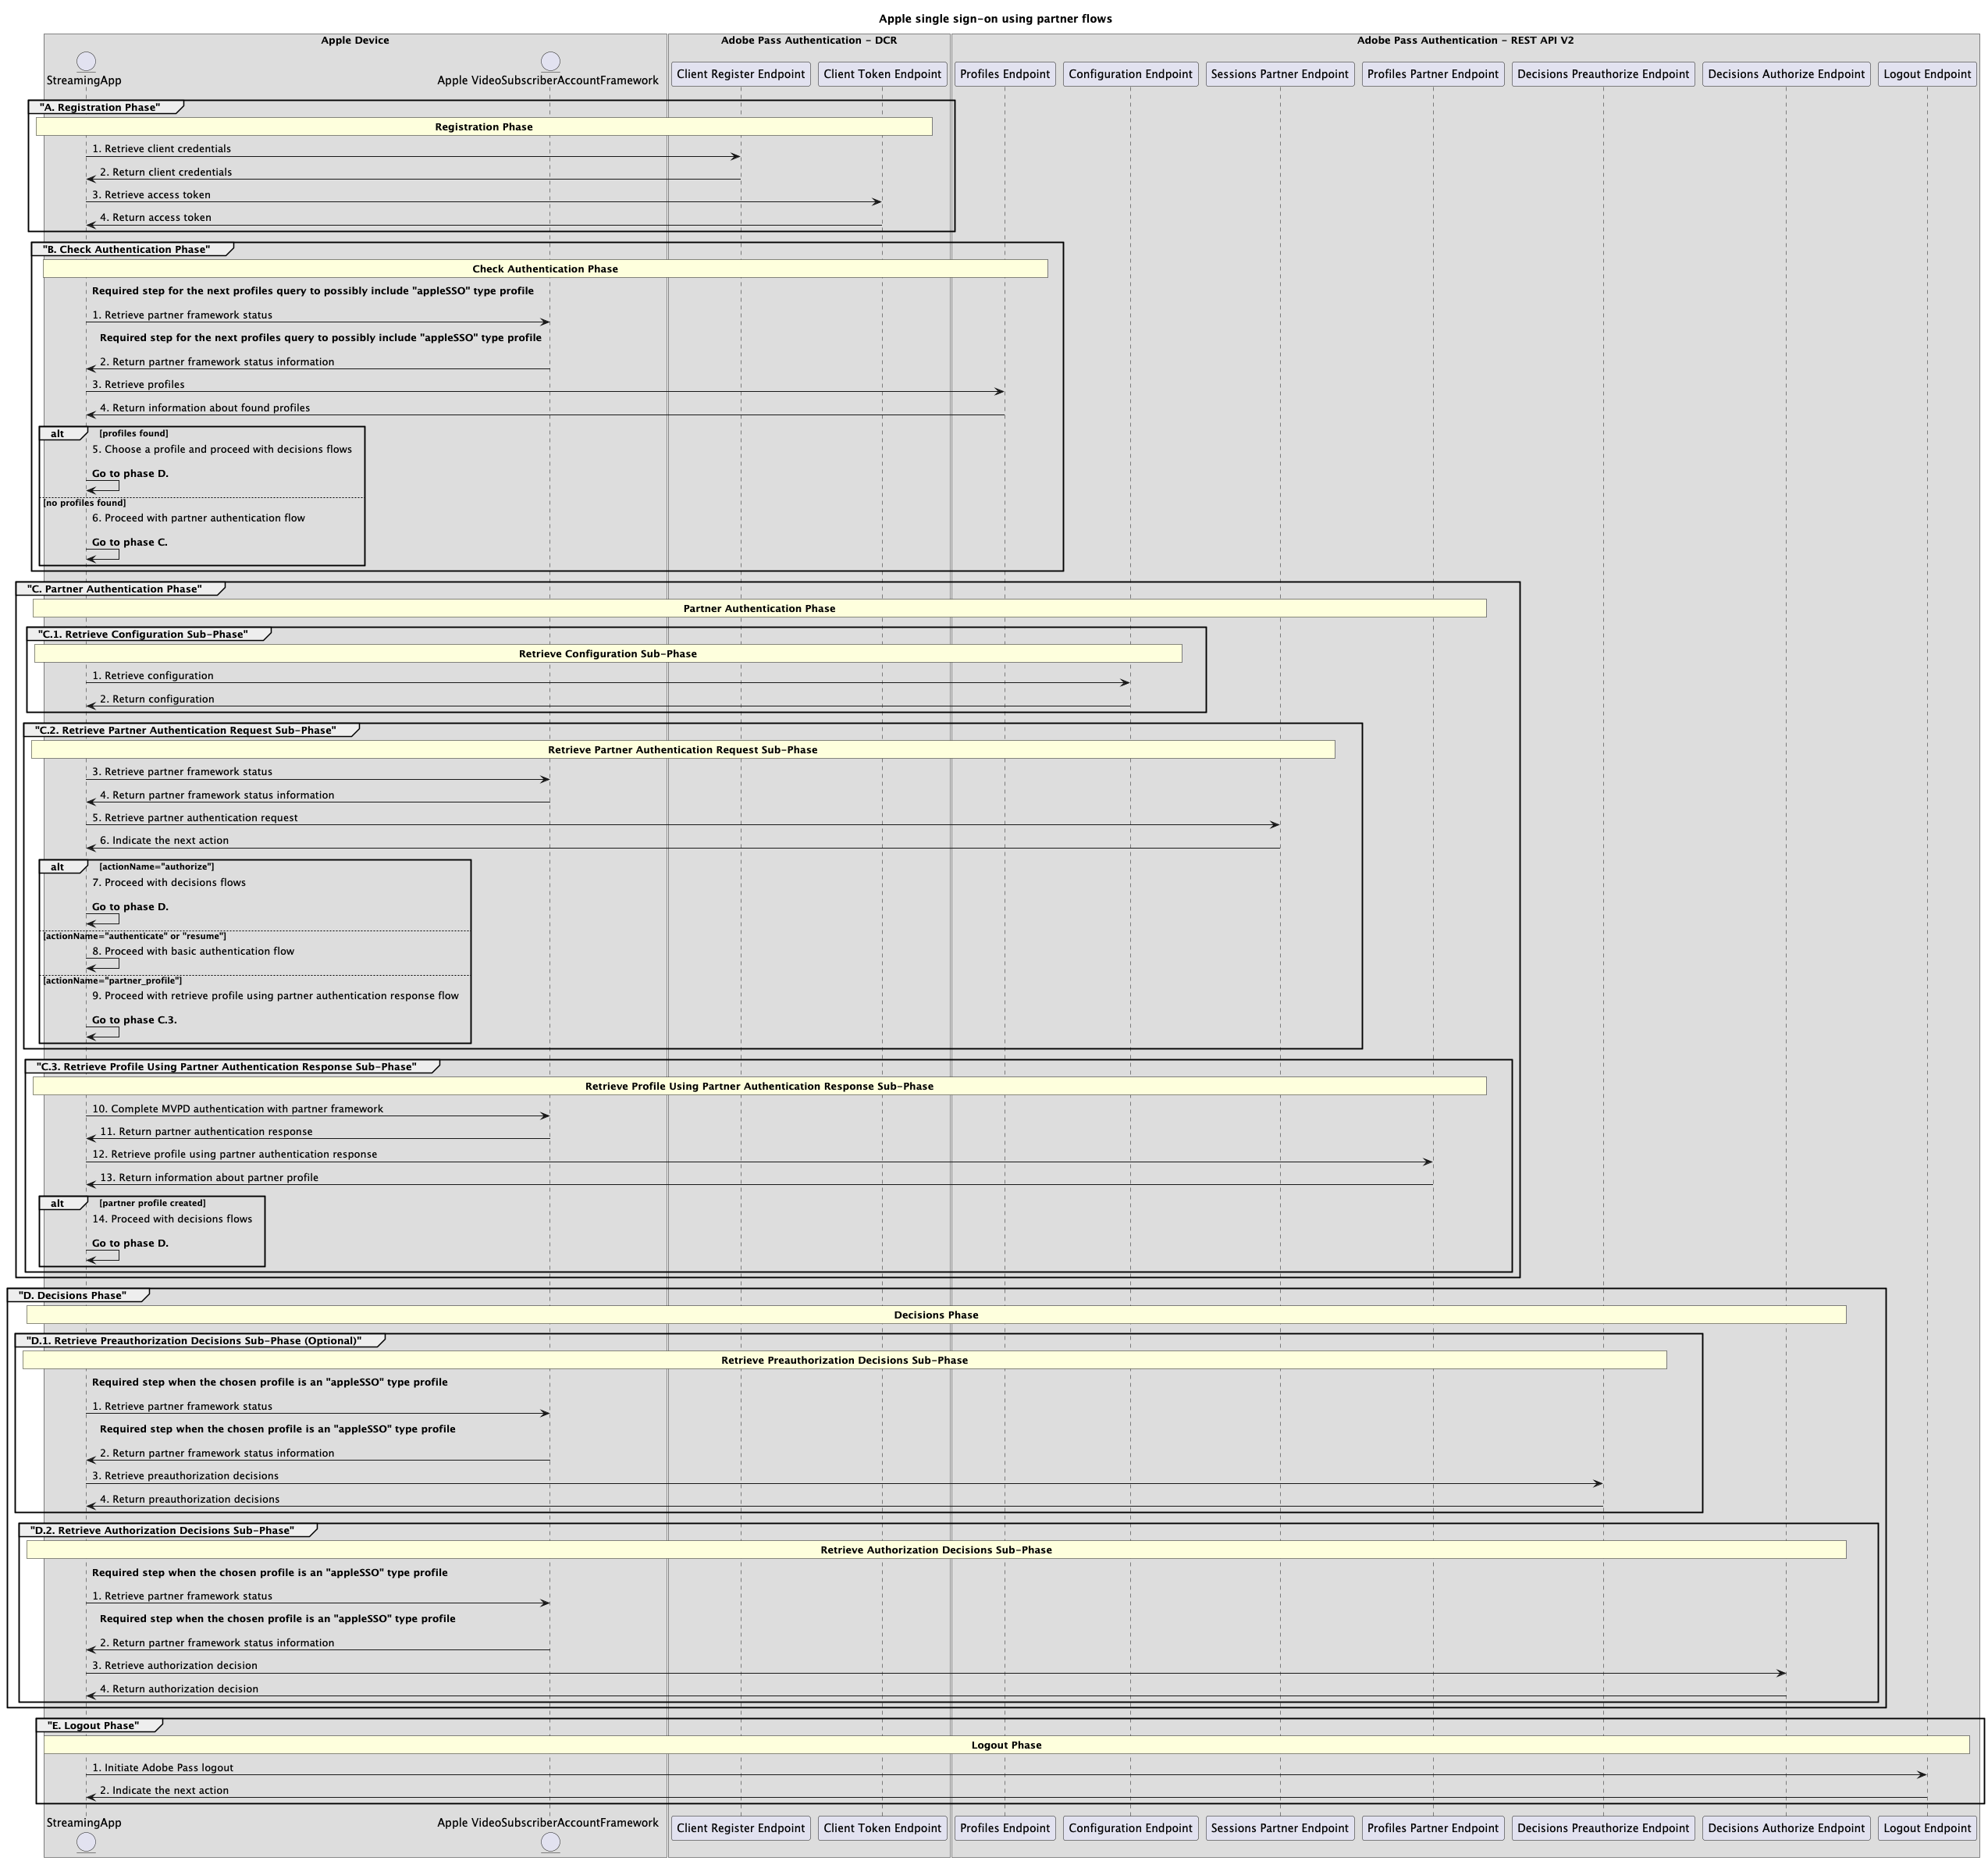 Apple single sign-on using partner flows
Apple Device
Adobe Pass Authentication - DCR
Adobe Pass Authentication - REST API V2
StreamingApp
Apple VideoSubscriberAccountFramework
Client Register Endpoint
Client Token Endpoint
Profiles Endpoint
Configuration Endpoint
Sessions Partner Endpoint
Profiles Partner Endpoint
Decisions Preauthorize Endpoint
Decisions Authorize Endpoint
Logout Endpoint
"A. Registration Phase"
Registration Phase
1. Retrieve client credentials
2. Return client credentials
3. Retrieve access token
4. Return access token
"B. Check Authentication Phase"
Check Authentication Phase
Required step for the next profiles query to possibly include "appleSSO" type profile
1. Retrieve partner framework status
Required step for the next profiles query to possibly include "appleSSO" type profile
2. Return partner framework status information
3. Retrieve profiles
4. Return information about found profiles
alt [profiles found]
5. Choose a profile and proceed with decisions flows
Go to phase D.
[no profiles found]
6. Proceed with partner authentication flow
Go to phase C.
"C. Partner Authentication Phase"
Partner Authentication Phase
"C.1. Retrieve Configuration Sub-Phase"
Retrieve Configuration Sub-Phase
1. Retrieve configuration
2. Return configuration
"C.2. Retrieve Partner Authentication Request Sub-Phase"
Retrieve Partner Authentication Request Sub-Phase
3. Retrieve partner framework status
4. Return partner framework status information
5. Retrieve partner authentication request
6. Indicate the next action
alt [actionName="authorize"]
7. Proceed with decisions flows
Go to phase D.
[actionName="authenticate" or "resume"]
8. Proceed with basic authentication flow
[actionName="partner_profile"]
9. Proceed with retrieve profile using partner authentication response flow
Go to phase C.3.
"C.3. Retrieve Profile Using Partner Authentication Response Sub-Phase"
Retrieve Profile Using Partner Authentication Response Sub-Phase
10. Complete MVPD authentication with partner framework
11. Return partner authentication response
12. Retrieve profile using partner authentication response
13. Return information about partner profile
alt [partner profile created]
14. Proceed with decisions flows
Go to phase D.
"D. Decisions Phase"
Decisions Phase
"D.1. Retrieve Preauthorization Decisions Sub-Phase (Optional)"
Retrieve Preauthorization Decisions Sub-Phase
Required step when the chosen profile is an "appleSSO" type profile
1. Retrieve partner framework status
Required step when the chosen profile is an "appleSSO" type profile
2. Return partner framework status information
3. Retrieve preauthorization decisions
4. Return preauthorization decisions
"D.2. Retrieve Authorization Decisions Sub-Phase"
Retrieve Authorization Decisions Sub-Phase
Required step when the chosen profile is an "appleSSO" type profile
1. Retrieve partner framework status
Required step when the chosen profile is an "appleSSO" type profile
2. Return partner framework status information
3. Retrieve authorization decision
4. Return authorization decision
"E. Logout Phase"
Logout Phase
1. Initiate Adobe Pass logout
2. Indicate the next action
StreamingApp
Apple VideoSubscriberAccountFramework
Client Register Endpoint
Client Token Endpoint
Profiles Endpoint
Configuration Endpoint
Sessions Partner Endpoint
Profiles Partner Endpoint
Decisions Preauthorize Endpoint
Decisions Authorize Endpoint
Logout Endpoint